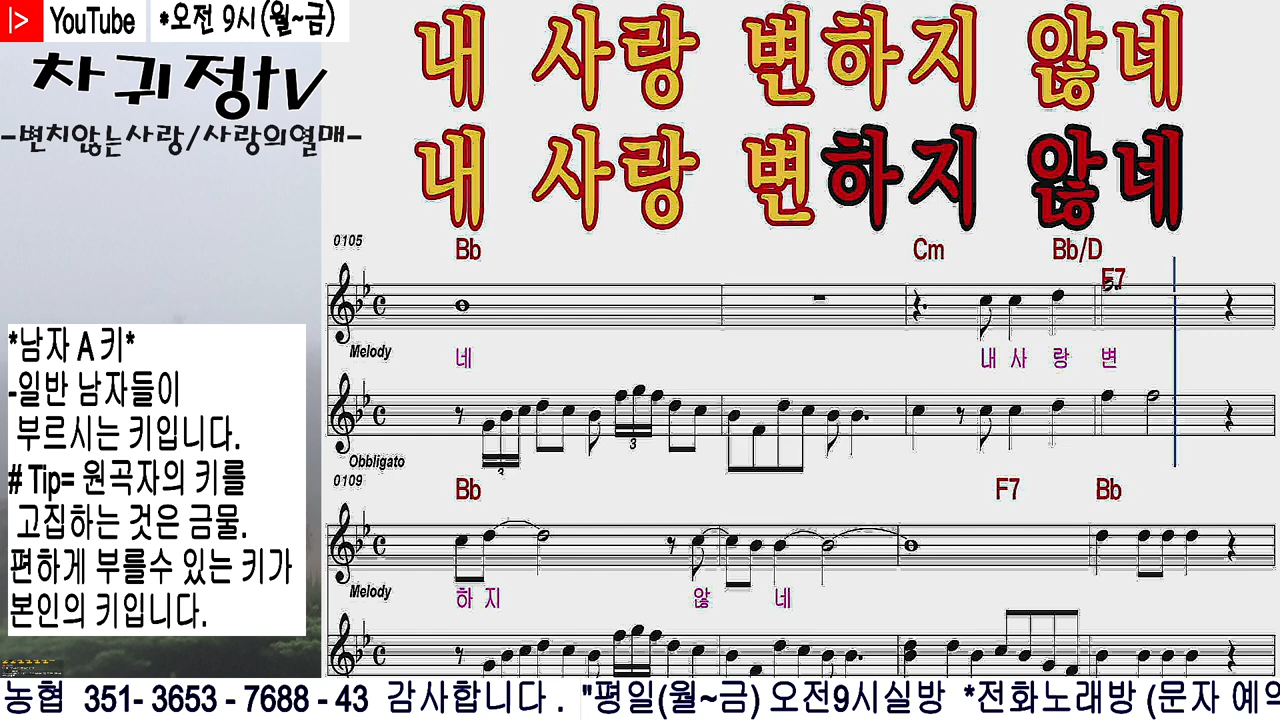 YouTube *오전 9시(월~금)
차귀정tv
-변치않는사랑/사랑의열매-
내 사랑 변하지 않네
내 사랑 변하지 않네
0105 Bb Cm Bb/D F7
Melody 네 내 사 랑 변
3 3
Obbligato
*남자 A 키*
-일반 남자들이
부르시는 키입니다.
# Tip= 원곡자의 키를
고집하는 것은 금물.
편하게 부를수 있는 키가
본인의 키입니다.
0109 Bb F7 Bb
Melody 하 지 않 네
농협 351- 3653 - 7688 - 43 감사합니다 . "평일(월~금) 오전9시실방 *전화노래방 (문자 예약